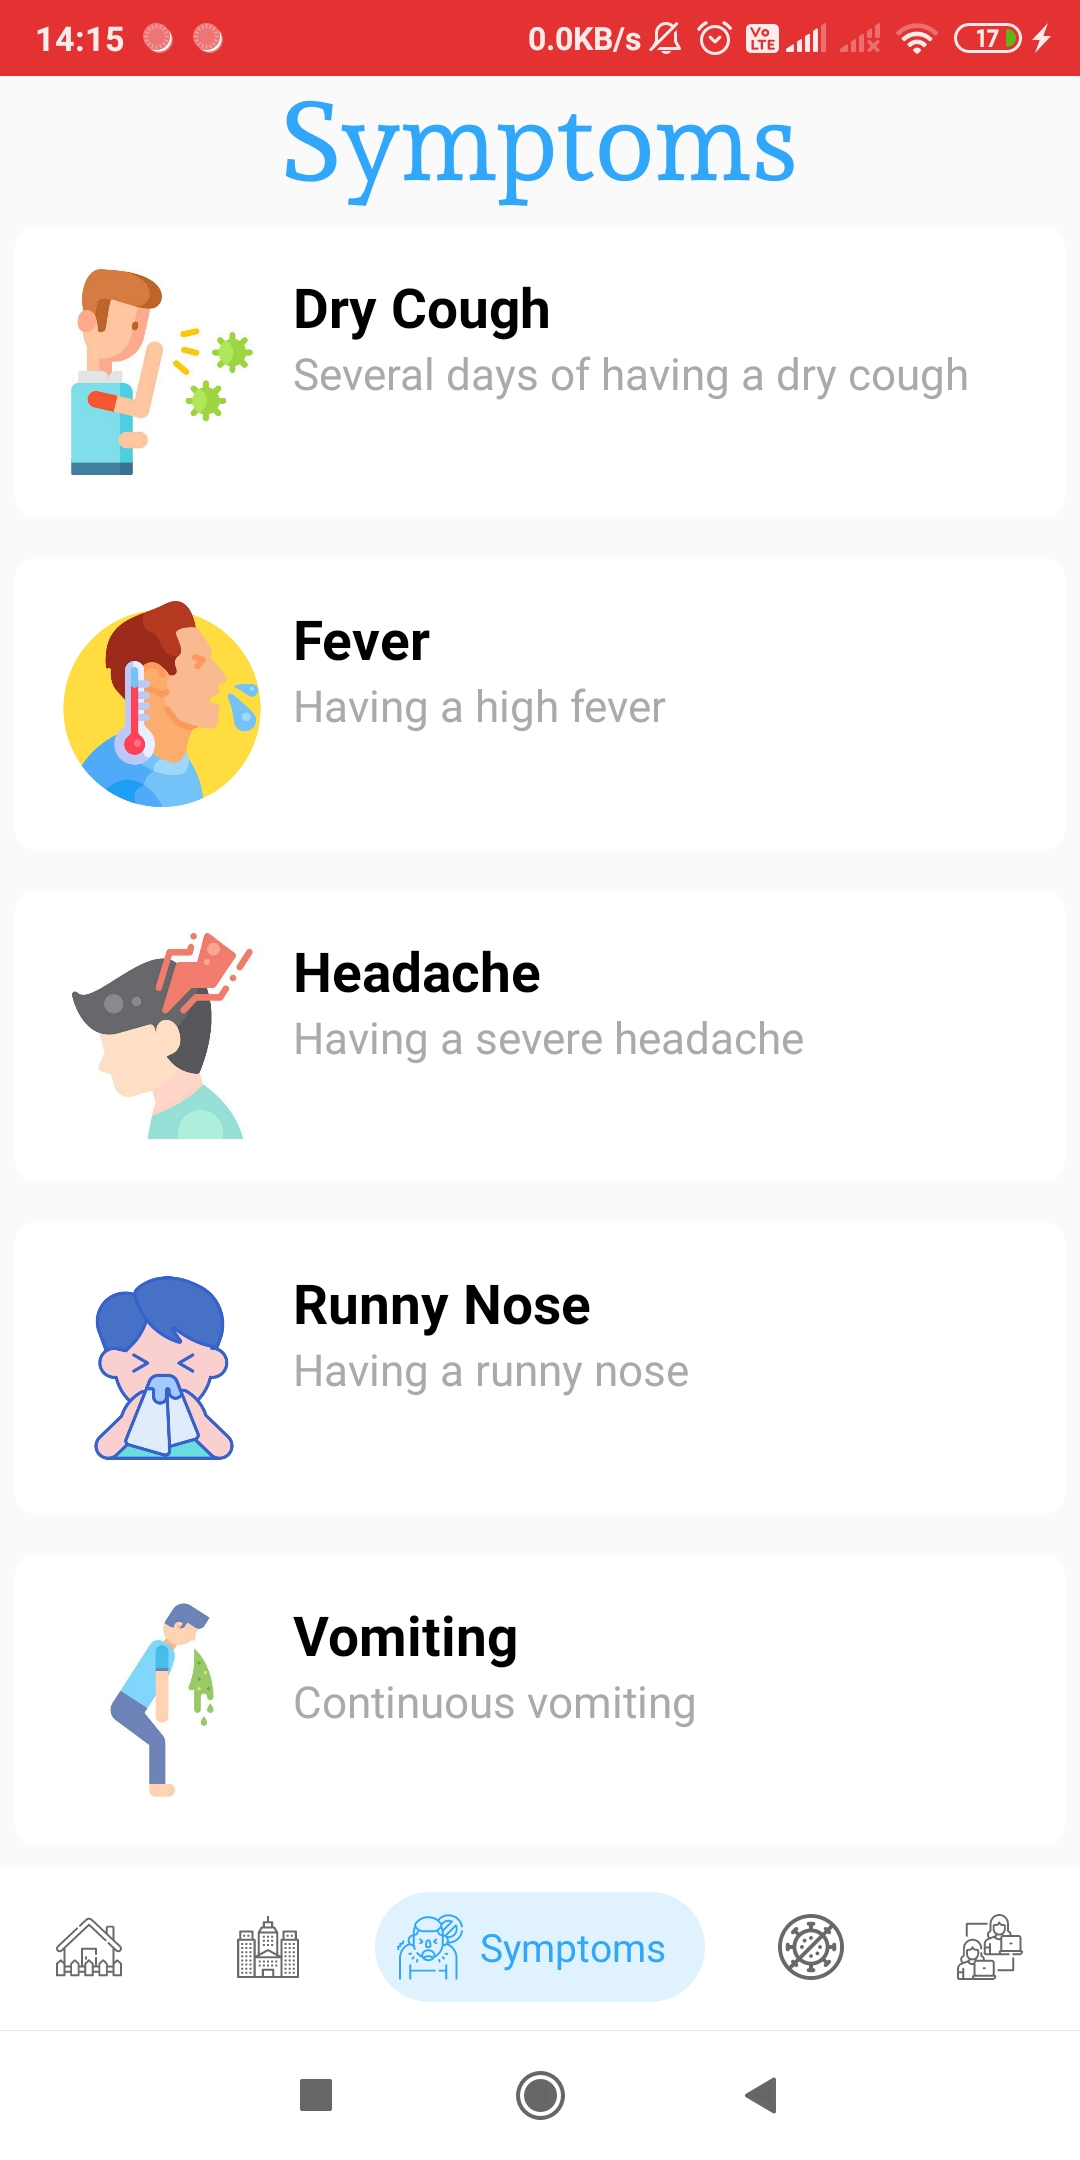 14:15 0.0KB/s Vo LTE 17
Symptoms
Dry Cough
Several days of having a dry cough
Fever
Having a high fever
Headache
Having a severe headache
Runny Nose
Having a runny nose
Vomiting
Continuous vomiting
Symptoms